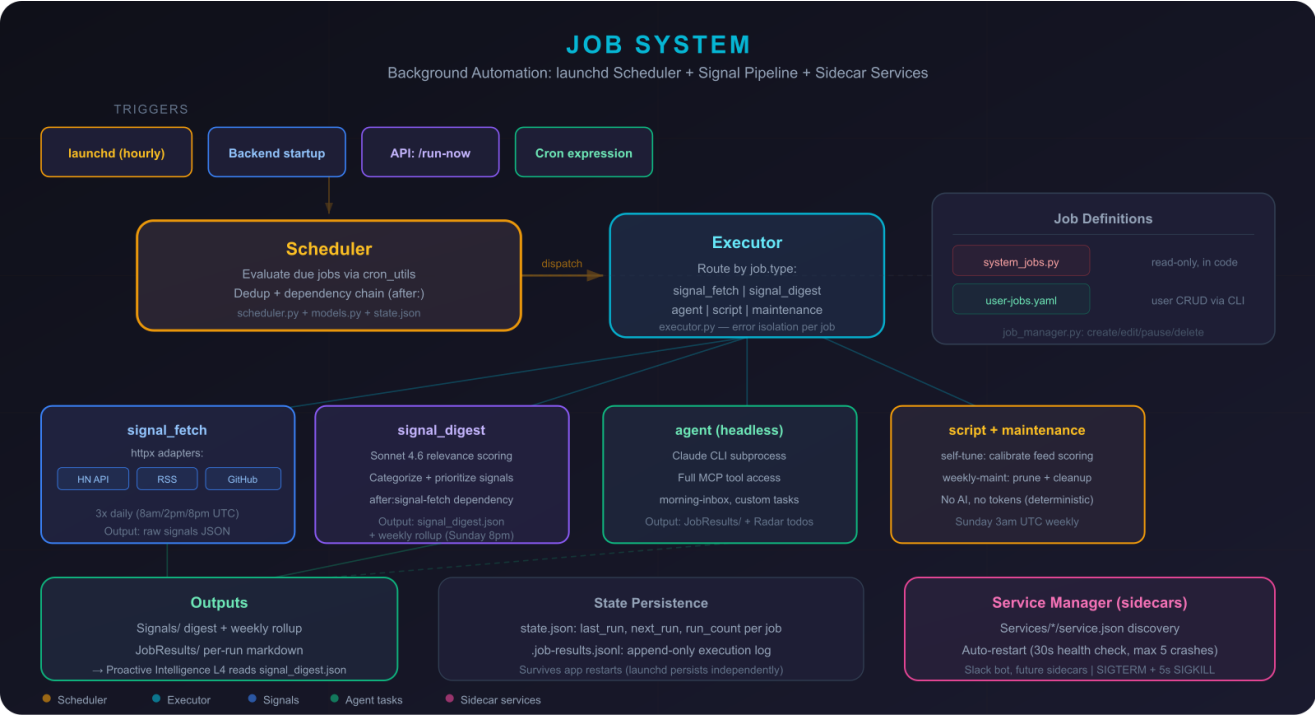 JOB SYSTEM
Background Automation: launchd Scheduler + Signal Pipeline + Sidecar Services
TRIGGERS
launchd (hourly)
Backend startup
API: /run-now
Cron expression
Scheduler
Evaluate due jobs via cron_utils
Dedup + dependency chain (after:)
scheduler.py + models.py + state.json
dispatch
Executor
Route by job.type:
signal_fetch | signal_digest
agent | script | maintenance
executor.py — error isolation per job
Job Definitions
system_jobs.py
read-only, in code
user-jobs.yaml
user CRUD via CLI
job_manager.py: create/edit/pause/delete
signal_fetch
httpx adapters:
HN API
RSS
GitHub
3x daily (8am/2pm/8pm UTC)
Output: raw signals JSON
signal_digest
Sonnet 4.6 relevance scoring
Categorize + prioritize signals
after:signal-fetch dependency
Output: signal_digest.json
+ weekly rollup (Sunday 8pm)
agent (headless)
Claude CLI subprocess
Full MCP tool access
morning-inbox, custom tasks
Output: JobResults/ + Radar todos
script + maintenance
self-tune: calibrate feed scoring
weekly-maint: prune + cleanup
No AI, no tokens (deterministic)
Sunday 3am UTC weekly
Outputs
Signals/ digest + weekly rollup
JobResults/ per-run markdown
→ Proactive Intelligence L4 reads signal_digest.json
State Persistence
state.json: last_run, next_run, run_count per job
.job-results.jsonl: append-only execution log
Survives app restarts (launchd persists independently)
Service Manager (sidecars)
Services/*/service.json discovery
Auto-restart (30s health check, max 5 crashes)
Slack bot, future sidecars | SIGTERM + 5s SIGKILL
Scheduler
Executor
Signals
Agent tasks
Sidecar services